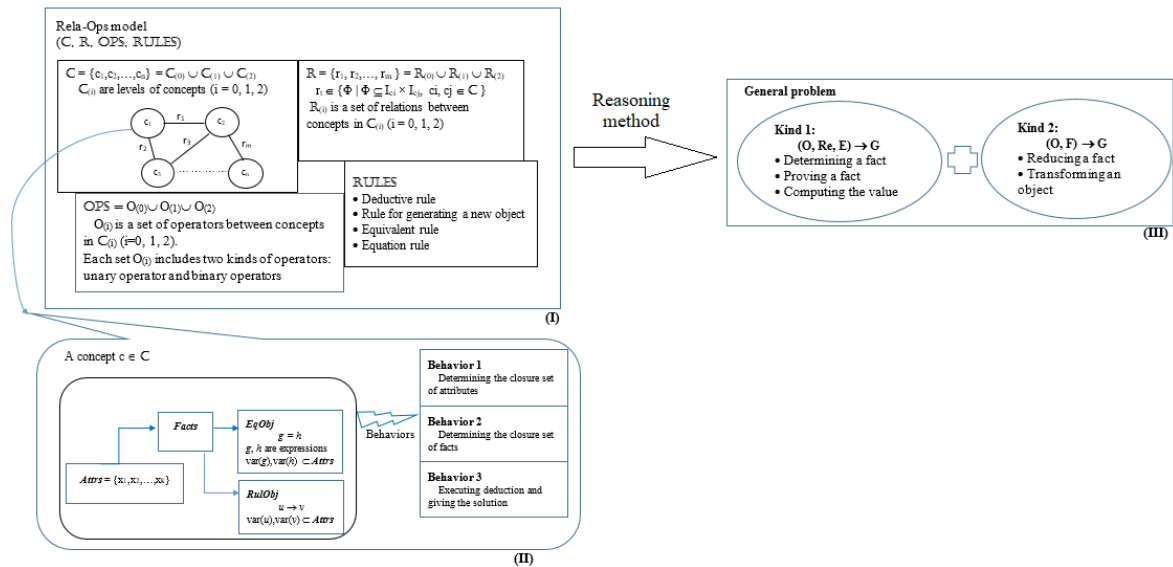 Rela-Ops model
(C, R, OPS, RULES)
C = {c₁,c₂,…,cₙ} = C₍₀₎ ∪ C₍₁₎ ∪ C₍₂₎
C₍ᵢ₎ are levels of concepts (i = 0, 1, 2)
c₁
r₁
c₂
r₂
r₃
rₘ
c₃
… … … …
cₙ
R = {r₁, r₂,…, rₘ } = R₍₀₎ ∪ R₍₁₎ ∪ R₍₂₎
rᵢ ∈ {Φ | Φ ⊆ I_ci × I_cj, ci, cj ∈ C }
R₍ᵢ₎ is a set of relations between
concepts in C₍ᵢ₎ (i = 0, 1, 2)
OPS = O₍₀₎∪ O₍₁₎∪ O₍₂₎
O₍ᵢ₎ is a set of operators between concepts
in C₍ᵢ₎ (i=0, 1, 2).
Each set O₍ᵢ₎ includes two kinds of operators:
unary operator and binary operators
RULES
• Deductive rule
• Rule for generating a new object
• Equivalent rule
• Equation rule
(I)
Reasoning
method
General problem
Kind 1:
(O, Re, E) → G
• Determining a fact
• Proving a fact
• Computing the value
Kind 2:
(O, F) → G
• Reducing a fact
• Transforming an
object
(III)
A concept c ∈ C
Attrs = {x₁,x₂,…,xₖ}
Facts
EqObj
g = h
g, h are expressions
var(g),var(h) ⊂ Attrs
RulObj
u → v
var(u),var(v) ⊂ Attrs
Behaviors
Behavior 1
Determining the closure set
of attributes
Behavior 2
Determining the closure set of
facts
Behavior 3
Executing deduction and
giving the solution
(II)